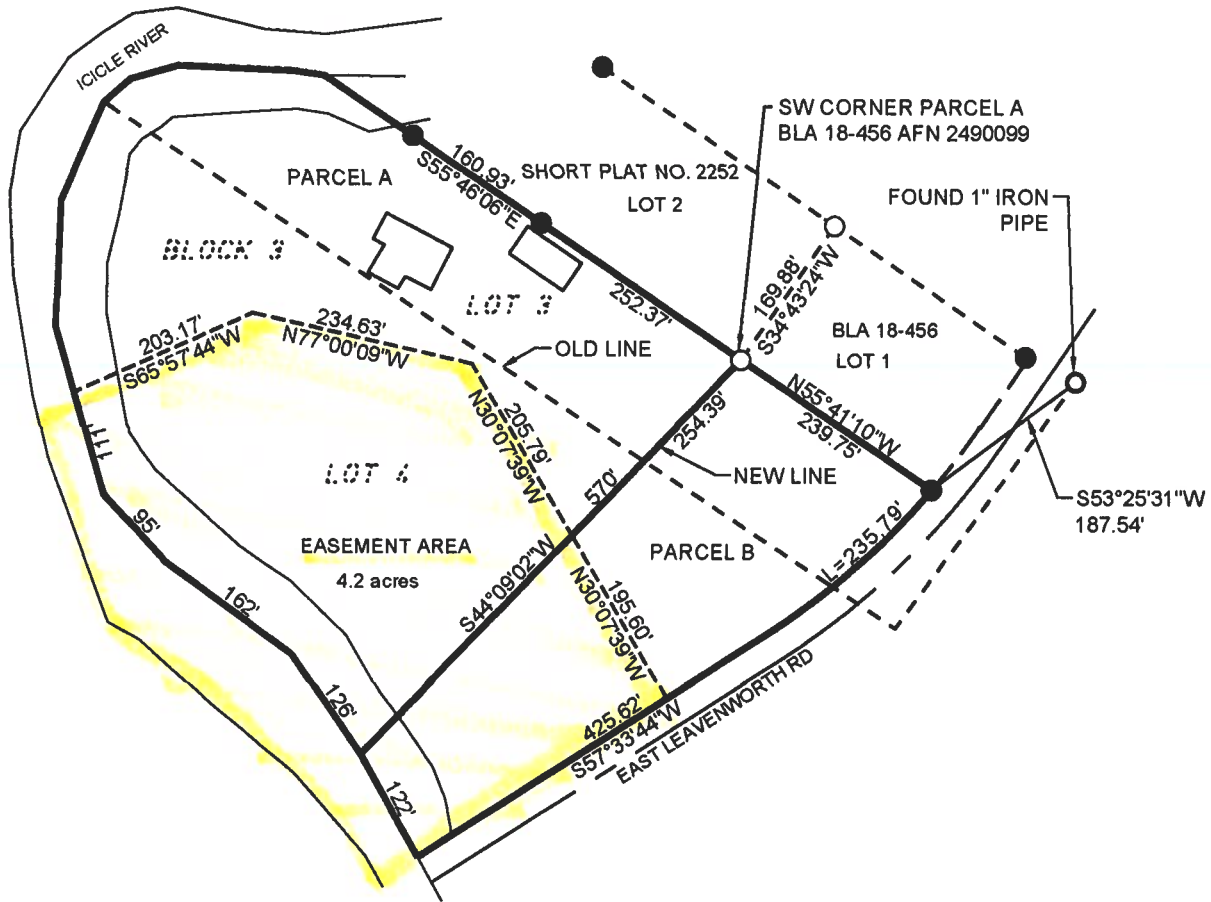 ICICLE RIVER
SW CORNER PARCEL A
BLA 18-456 AFN 2490099
PARCEL A
160.93'
S55°46'06"E
SHORT PLAT NO. 2252
LOT 2
FOUND 1" IRON
PIPE
BLOCK 3
LOT 3
252.37'
169.88'
S34°43'24"W
BLA 18-456
LOT 1
203.17'
S65°57'44"W
234.63'
N77°00'09"W
OLD LINE
N55°41'10"W
239.75'
205.79'
N30°07'39"W
254.39'
NEW LINE
111'
LOT 4
570'
S53°25'31"W
187.54'
95'
EASEMENT AREA
4.2 acres
S44°09'02"W
PARCEL B
L=235.79'
162'
195.60'
N30°07'39"W
126'
425.62'
S57°33'44"W
EAST LEAVENWORTH RD
122'